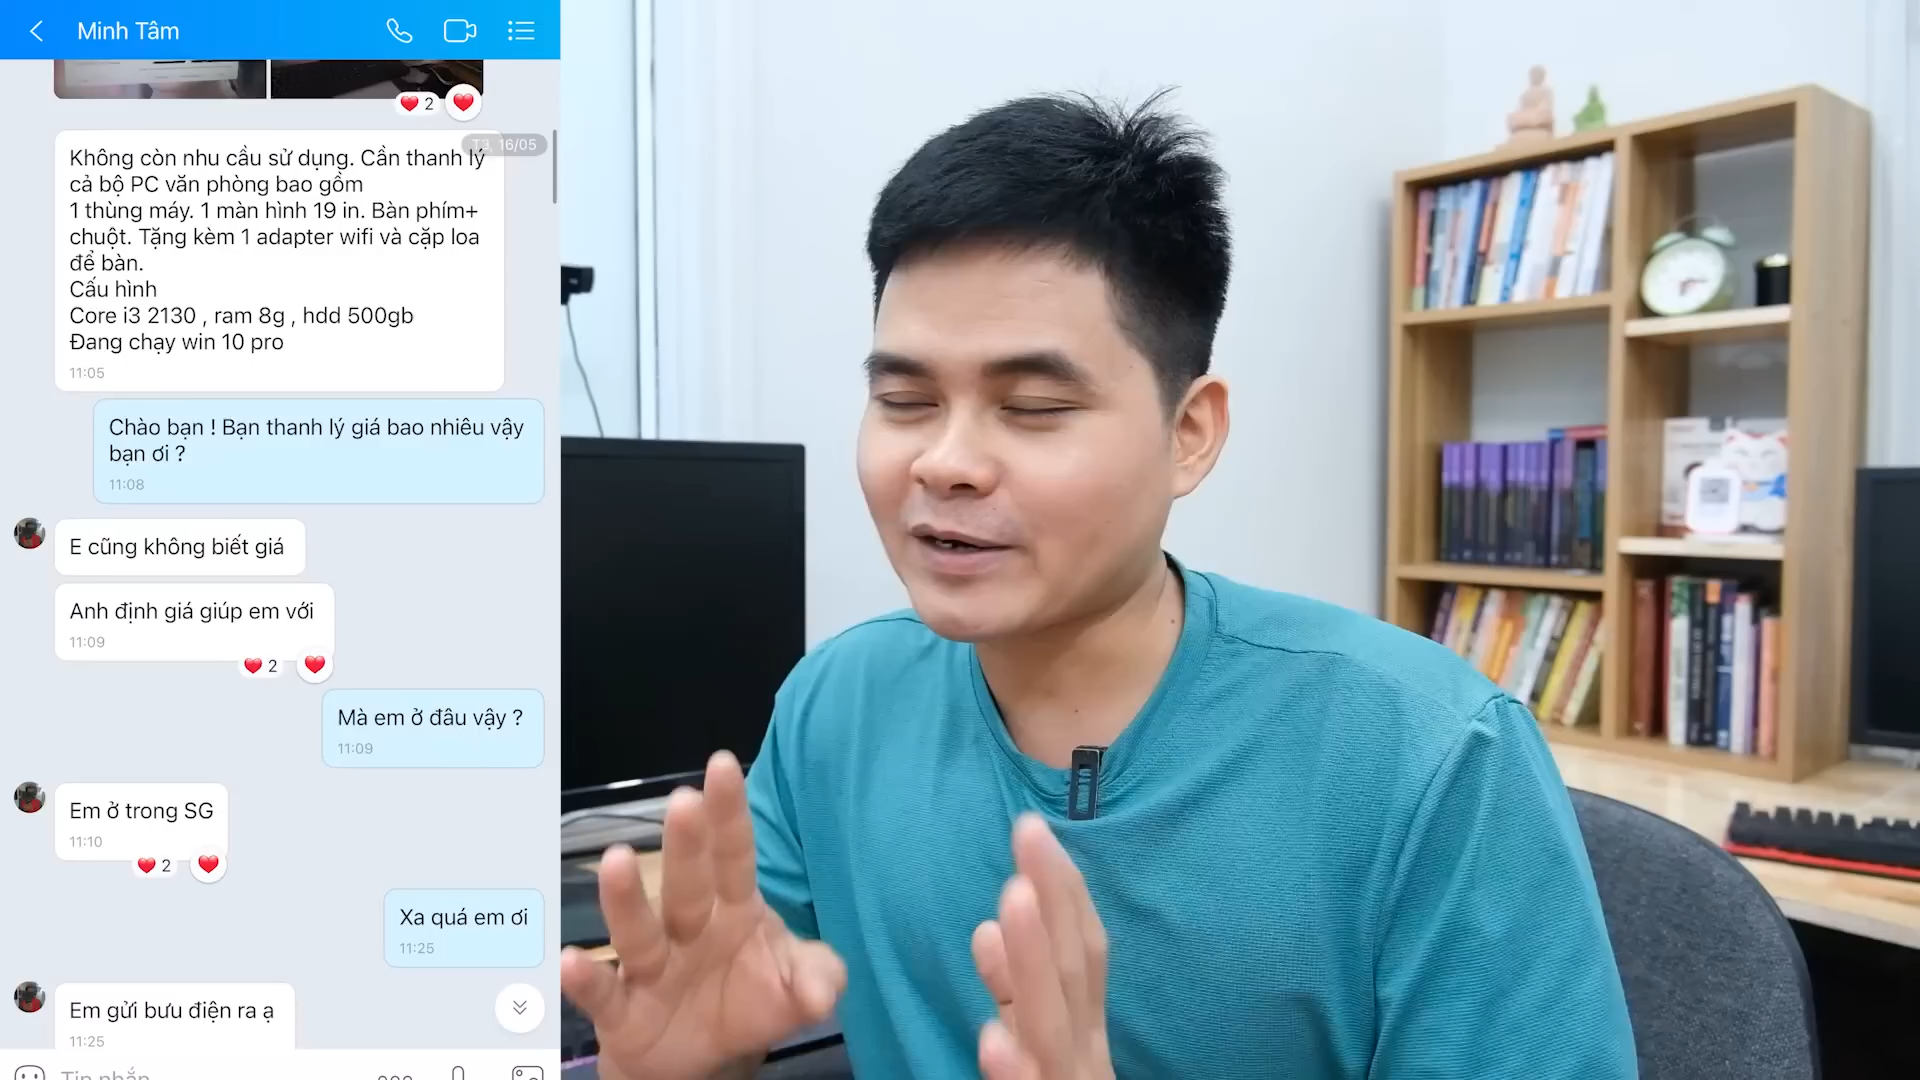 Minh Tâm
2
T3, 16/05
Không còn nhu cầu sử dụng. Cần thanh lý
cả bộ PC văn phòng bao gồm
1 thùng máy. 1 màn hình 19 in. Bàn phím+
chuột. Tặng kèm 1 adapter wifi và cặp loa
để bàn.
Cấu hình
Core i3 2130 , ram 8g , hdd 500gb
Đang chạy win 10 pro
11:05
Chào bạn ! Bạn thanh lý giá bao nhiêu vậy
bạn ơi ?
11:08
E cũng không biết giá
Anh định giá giúp em với
11:09
2
Mà em ở đâu vậy ?
11:09
Em ở trong SG
11:10
2
Xa quá em ơi
11:25
Em gửi bưu điện ra ạ
11:25
Tin nhắn